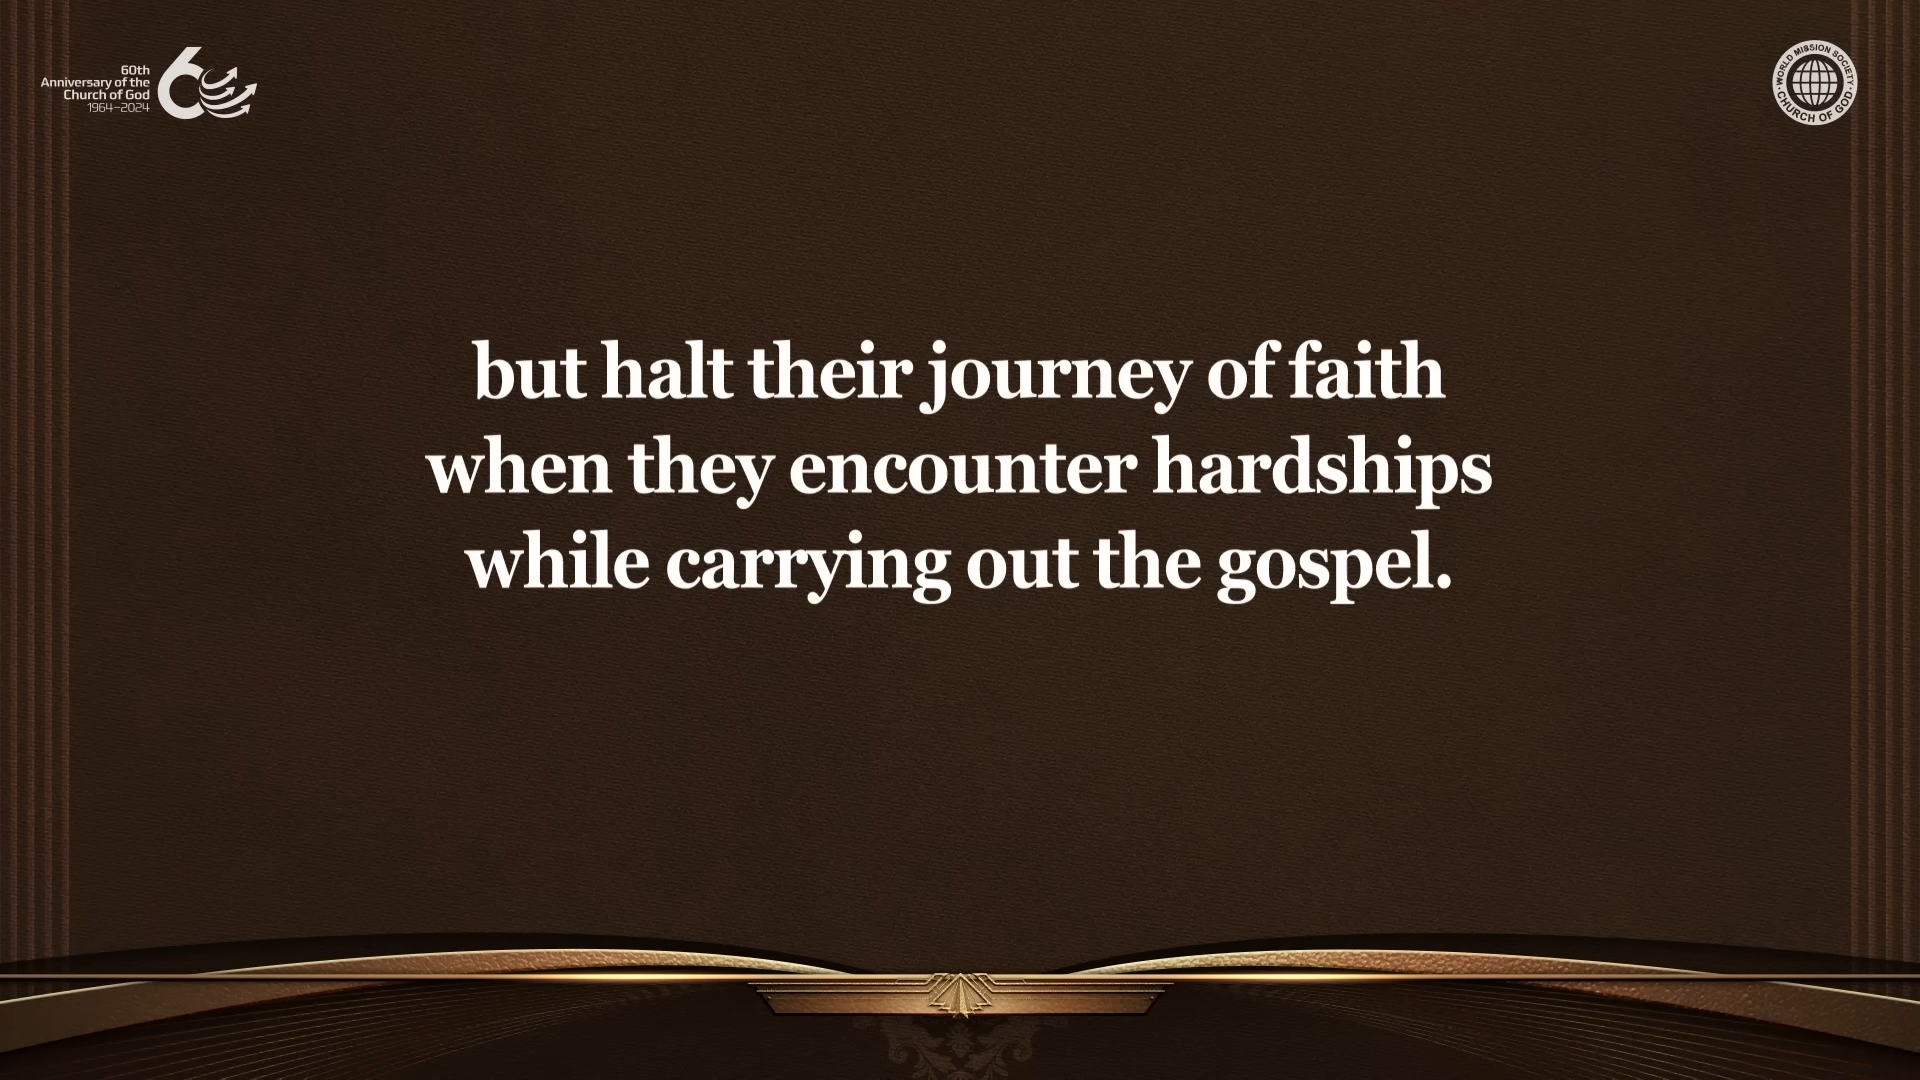 60th
Anniversary of the
Church of God
1964–2024
WORLD MISSION SOCIETY
CHURCH OF GOD
but halt their journey of faith
when they encounter hardships
while carrying out the gospel.